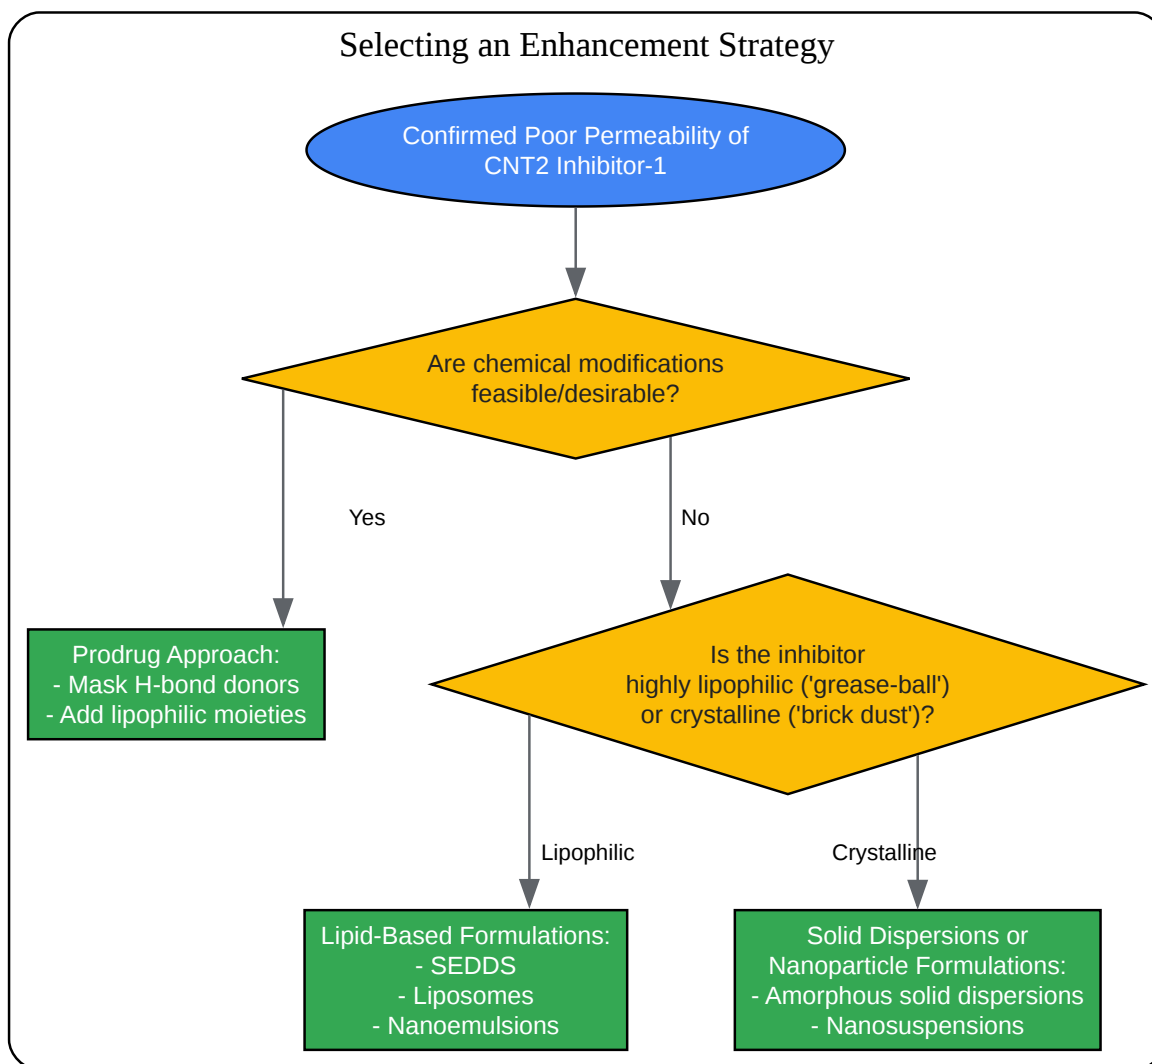 Selecting an Enhancement Strategy
Confirmed Poor Permeability of
CNT2 Inhibitor-1
Are chemical modifications
feasible/desirable?
Yes
No
Prodrug Approach:
- Mask H-bond donors
- Add lipophilic moieties
Is the inhibitor
highly lipophilic ('grease-ball')
or crystalline ('brick dust')?
Lipophilic
Crystalline
Lipid-Based Formulations:
- SEDDS
- Liposomes
- Nanoemulsions
Solid Dispersions or
Nanoparticle Formulations:
- Amorphous solid dispersions
- Nanosuspensions